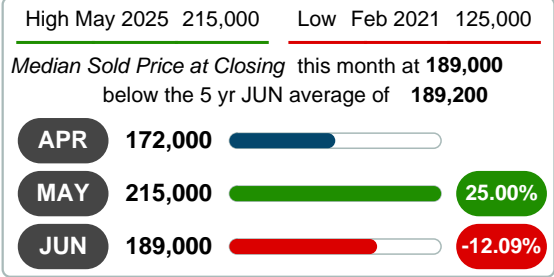 High May 2025 215,000 Low Feb 2021 125,000
Median Sold Price at Closing this month at 189,000
below the 5 yr JUN average of 189,200
APR 172,000
MAY 215,000 25.00%
JUN 189,000 -12.09%